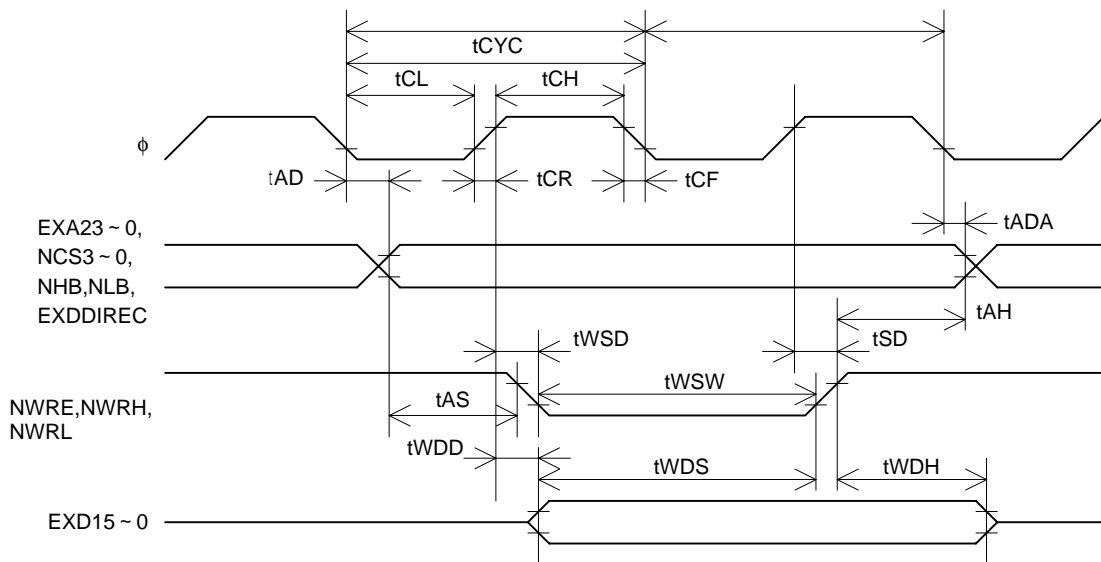 tCYC
tCL
tCH
ϕ
tAD
tCR
tCF
EXA23 ~ 0,
NCS3 ~ 0,
NHB,NLB,
EXDDIREC
tADA
tAH
tWSD
tSD
tWSW
NWRE,NWRH,
NWRL
tAS
tWDD
tWDS
tWDH
EXD15 ~ 0